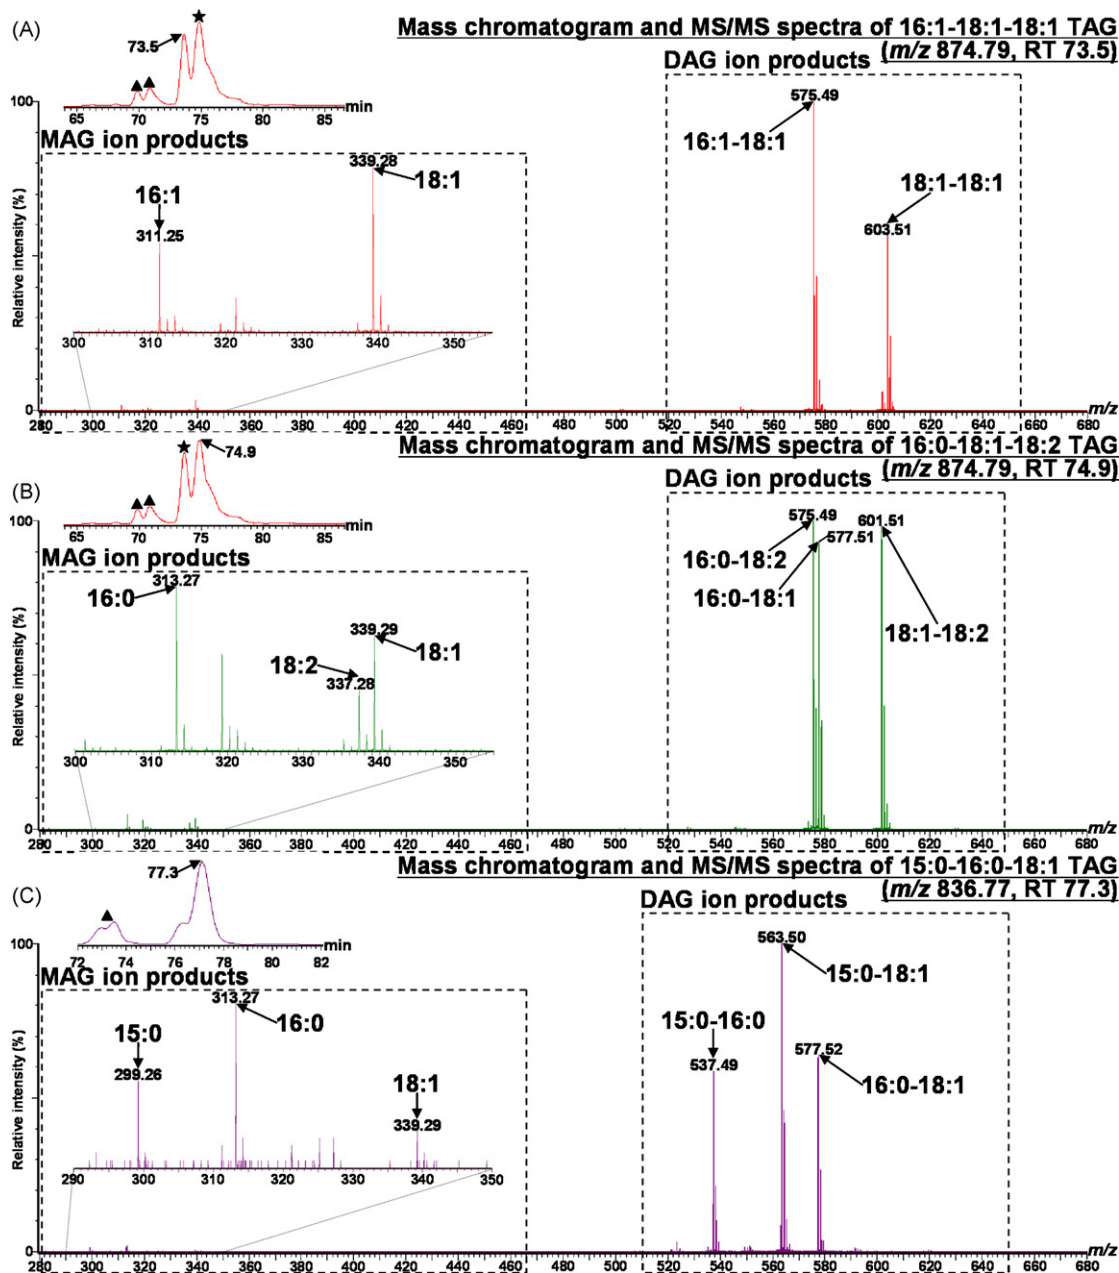 (A)
Mass chromatogram and MS/MS spectra of 16:1-18:1-18:1 TAG
(m/z 874.79, RT 73.5)
73.5
★
▲ ▲
65 70 75 80 85 min
DAG ion products
100
575.49
16:1-18:1
18:1-18:1
603.51
MAG ion products
339.28
18:1
16:1
311.25
300 310 320 330 340 350
Relative intensity (%)
0
280 300 320 340 360 380 400 420 440 460 480 500 520 540 560 580 600 620 640 660 680
m/z
(B)
Mass chromatogram and MS/MS spectra of 16:0-18:1-18:2 TAG
(m/z 874.79, RT 74.9)
★
74.9
▲ ▲
65 70 75 80 85 min
DAG ion products
100
575.49
577.51
601.51
16:0-18:2
16:0-18:1
18:1-18:2
MAG ion products
313.27
16:0
339.29
18:1
18:2
337.28
300 310 320 330 340 350
Relative intensity (%)
0
280 300 320 340 360 380 400 420 440 460 480 500 520 540 560 580 600 620 640 660 680
m/z
(C)
Mass chromatogram and MS/MS spectra of 15:0-16:0-18:1 TAG
(m/z 836.77, RT 77.3)
77.3
▲
72 74 76 78 80 82 min
DAG ion products
100
563.50
15:0-18:1
15:0-16:0
537.49
577.52
16:0-18:1
MAG ion products
313.27
16:0
15:0
299.26
18:1
339.29
290 300 310 320 330 340 350
Relative intensity (%)
0
280 300 320 340 360 380 400 420 440 460 480 500 520 540 560 580 600 620 640 660 680
m/z